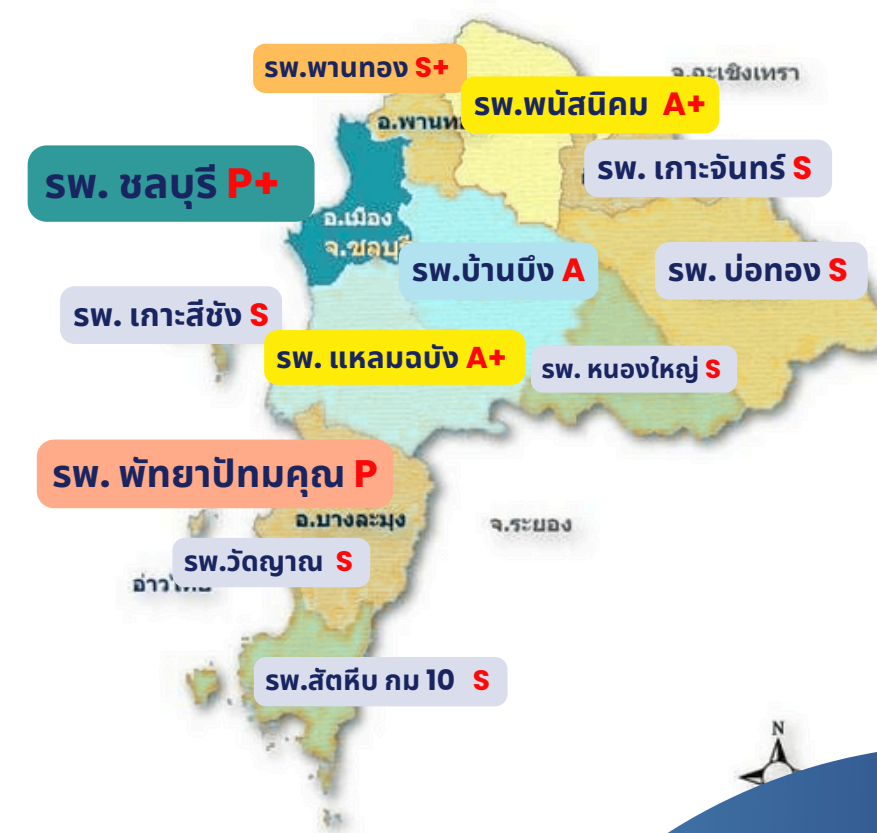 รพ.พานทอง S+
จ.ฉะเชิงเทรา
รพ.พนัสนิคม A+
รพ. เกาะจันทร์ S
รพ. ชลบุรี P+
อ.เมือง
จ.ชลบุรี
รพ.บ้านบึง A
รพ. บ่อทอง S
รพ. เกาะสีชัง S
รพ. แหลมฉบัง A+
รพ. หนองใหญ่ S
รพ. พัทยาปัทมคุณ P
อ.บางละมุง
จ.ระยอง
รพ.วัดญาณ S
รพ.สัตหีบ กม 10 S
N